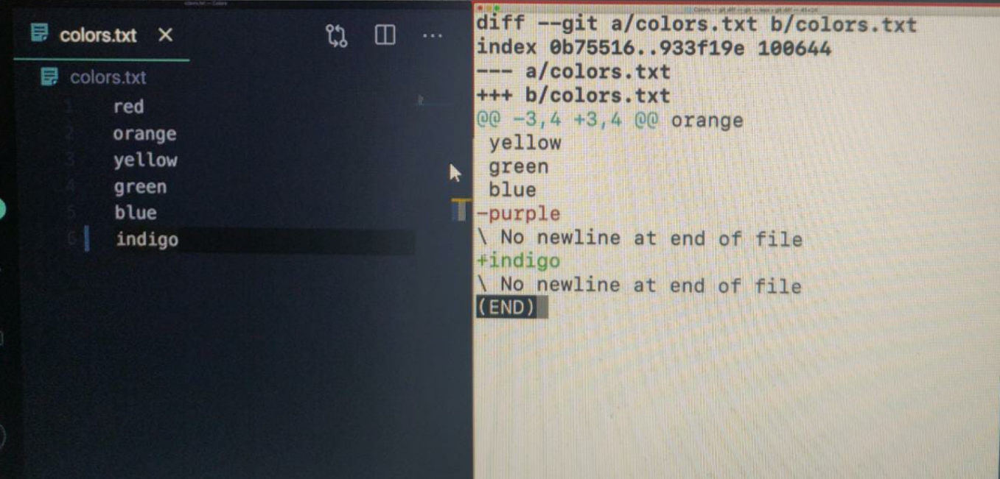 colors.txt
colors.txt
1 red
2 orange
3 yellow
4 green
5 blue
6 indigo
diff --git a/colors.txt b/colors.txt
index 0b75516..933f19e 100644
--- a/colors.txt
+++ b/colors.txt
@@ -3,4 +3,4 @@ orange
 yellow
 green
 blue
-purple
\ No newline at end of file
+indigo
\ No newline at end of file
(END)